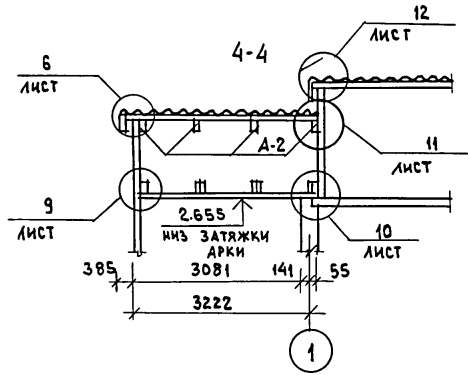 12
ЛИСТ
4-4
6
ЛИСТ
А-2
11
ЛИСТ
9
ЛИСТ
2.655
НИЗ ЗАТЯЖКИ
АРКИ
10
ЛИСТ
385
3081
141
55
3222
1